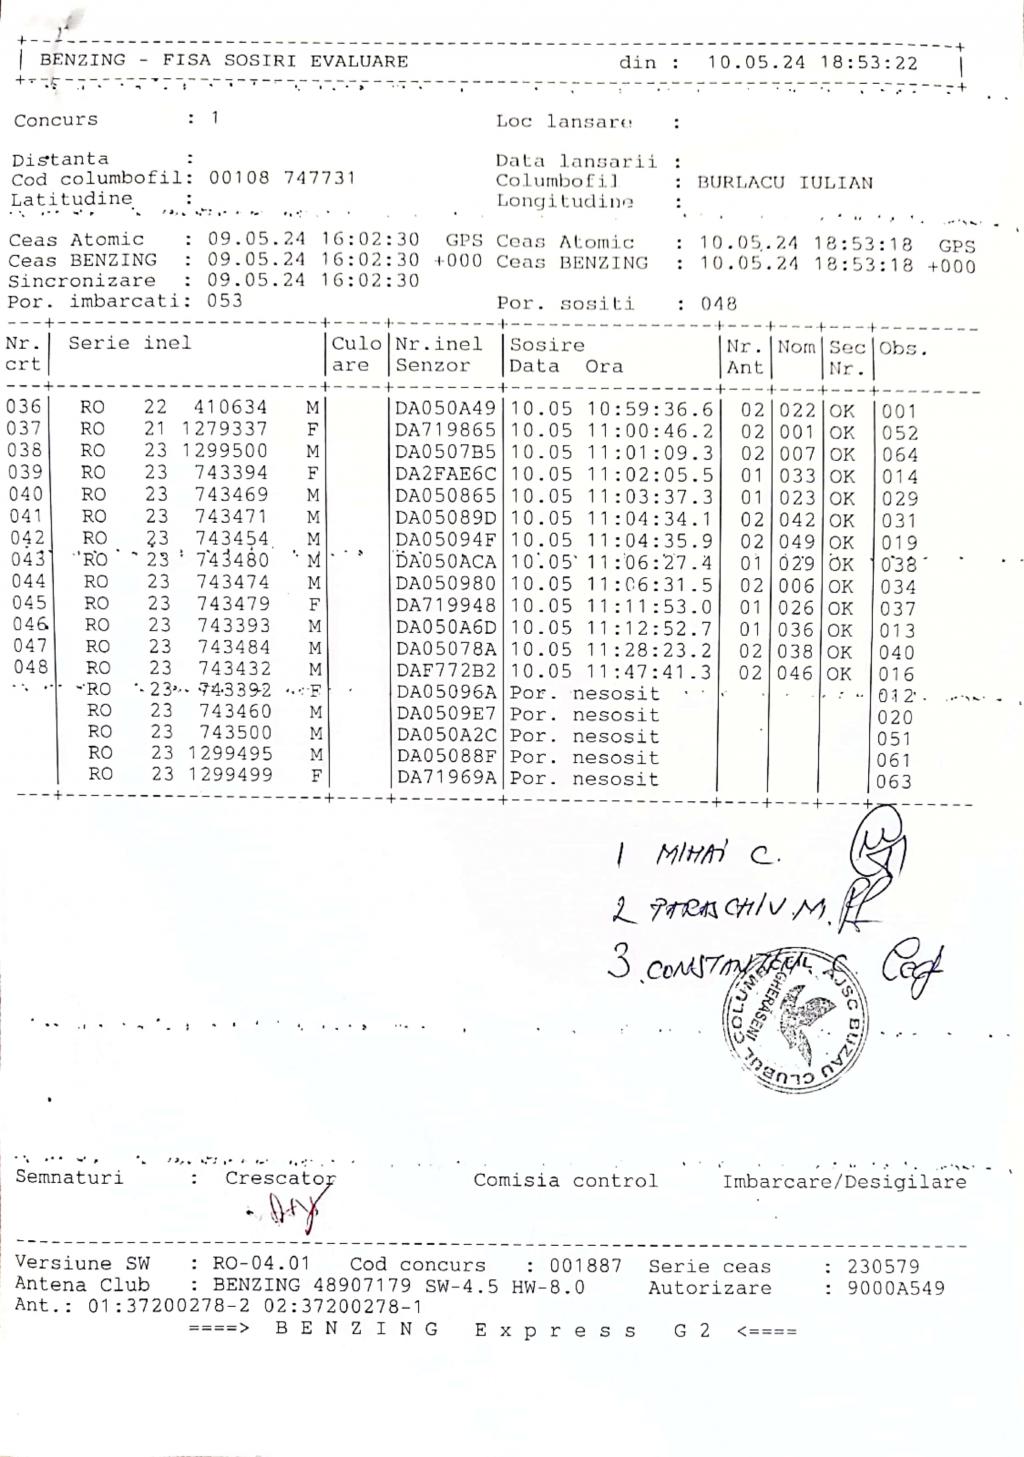 BENZING - FISA SOSIRI EVALUARE din : 10.05.24 18:53:22
Concurs : 1 Loc lansare :
Distanta : Data lansarii :
Cod columbofil: 00108 747731 Columbofil : BURLACU IULIAN
Latitudine : Longitudine :
Ceas Atomic : 09.05.24 16:02:30 GPS Ceas Atomic : 10.05.24 18:53:18 GPS
Ceas BENZING : 09.05.24 16:02:30 +000 Ceas BENZING : 10.05.24 18:53:18 +000
Sincronizare : 09.05.24 16:02:30
Por. imbarcati: 053 Por. sositi : 048
Nr. Serie inel Culo Nr.inel Sosire Nr. Nom Sec Obs.
crt are Senzor Data Ora Ant Nr.
036 RO 22 410634 M DA050A49 10.05 10:59:36.6 02 022 OK 001
037 RO 21 1279337 F DA719865 10.05 11:00:46.2 02 001 OK 052
038 RO 23 1299500 M DA0507B5 10.05 11:01:09.3 02 007 OK 064
039 RO 23 743394 F DA2FAE6C 10.05 11:02:05.5 01 033 OK 014
040 RO 23 743469 M DA050865 10.05 11:03:37.3 01 023 OK 029
041 RO 23 743471 M DA05089D 10.05 11:04:34.1 02 042 OK 031
042 RO 23 743454 M DA05094F 10.05 11:04:35.9 02 049 OK 019
043 RO 23 743480 M DA050ACA 10.05 11:06:27.4 01 029 OK 038
044 RO 23 743474 M DA050980 10.05 11:06:31.5 02 006 OK 034
045 RO 23 743479 F DA719948 10.05 11:11:53.0 01 026 OK 037
046 RO 23 743393 M DA050A6D 10.05 11:12:52.7 01 036 OK 013
047 RO 23 743484 M DA05078A 10.05 11:28:23.2 02 038 OK 040
048 RO 23 743432 M DAF772B2 10.05 11:47:41.3 02 046 OK 016
RO 23 743392 F DA05096A Por. nesosit 012
RO 23 743460 M DA0509E7 Por. nesosit 020
RO 23 743500 M DA050A2C Por. nesosit 051
RO 23 1299495 M DA05088F Por. nesosit 061
RO 23 1299499 F DA71969A Por. nesosit 063
1 MIHAI C.
2 PARASCHIV M.
3. CONSTANTIN C.
AJSC BUZAU CLUBUL COLUMB
GHERASENI
Semnaturi : Crescator Comisia control Imbarcare/Desigilare
Versiune SW : RO-04.01 Cod concurs : 001887 Serie ceas : 230579
Antena Club : BENZING 48907179 SW-4.5 HW-8.0 Autorizare : 9000A549
Ant.: 01:37200278-2 02:37200278-1
====> B E N Z I N G E x p r e s s G 2 <====